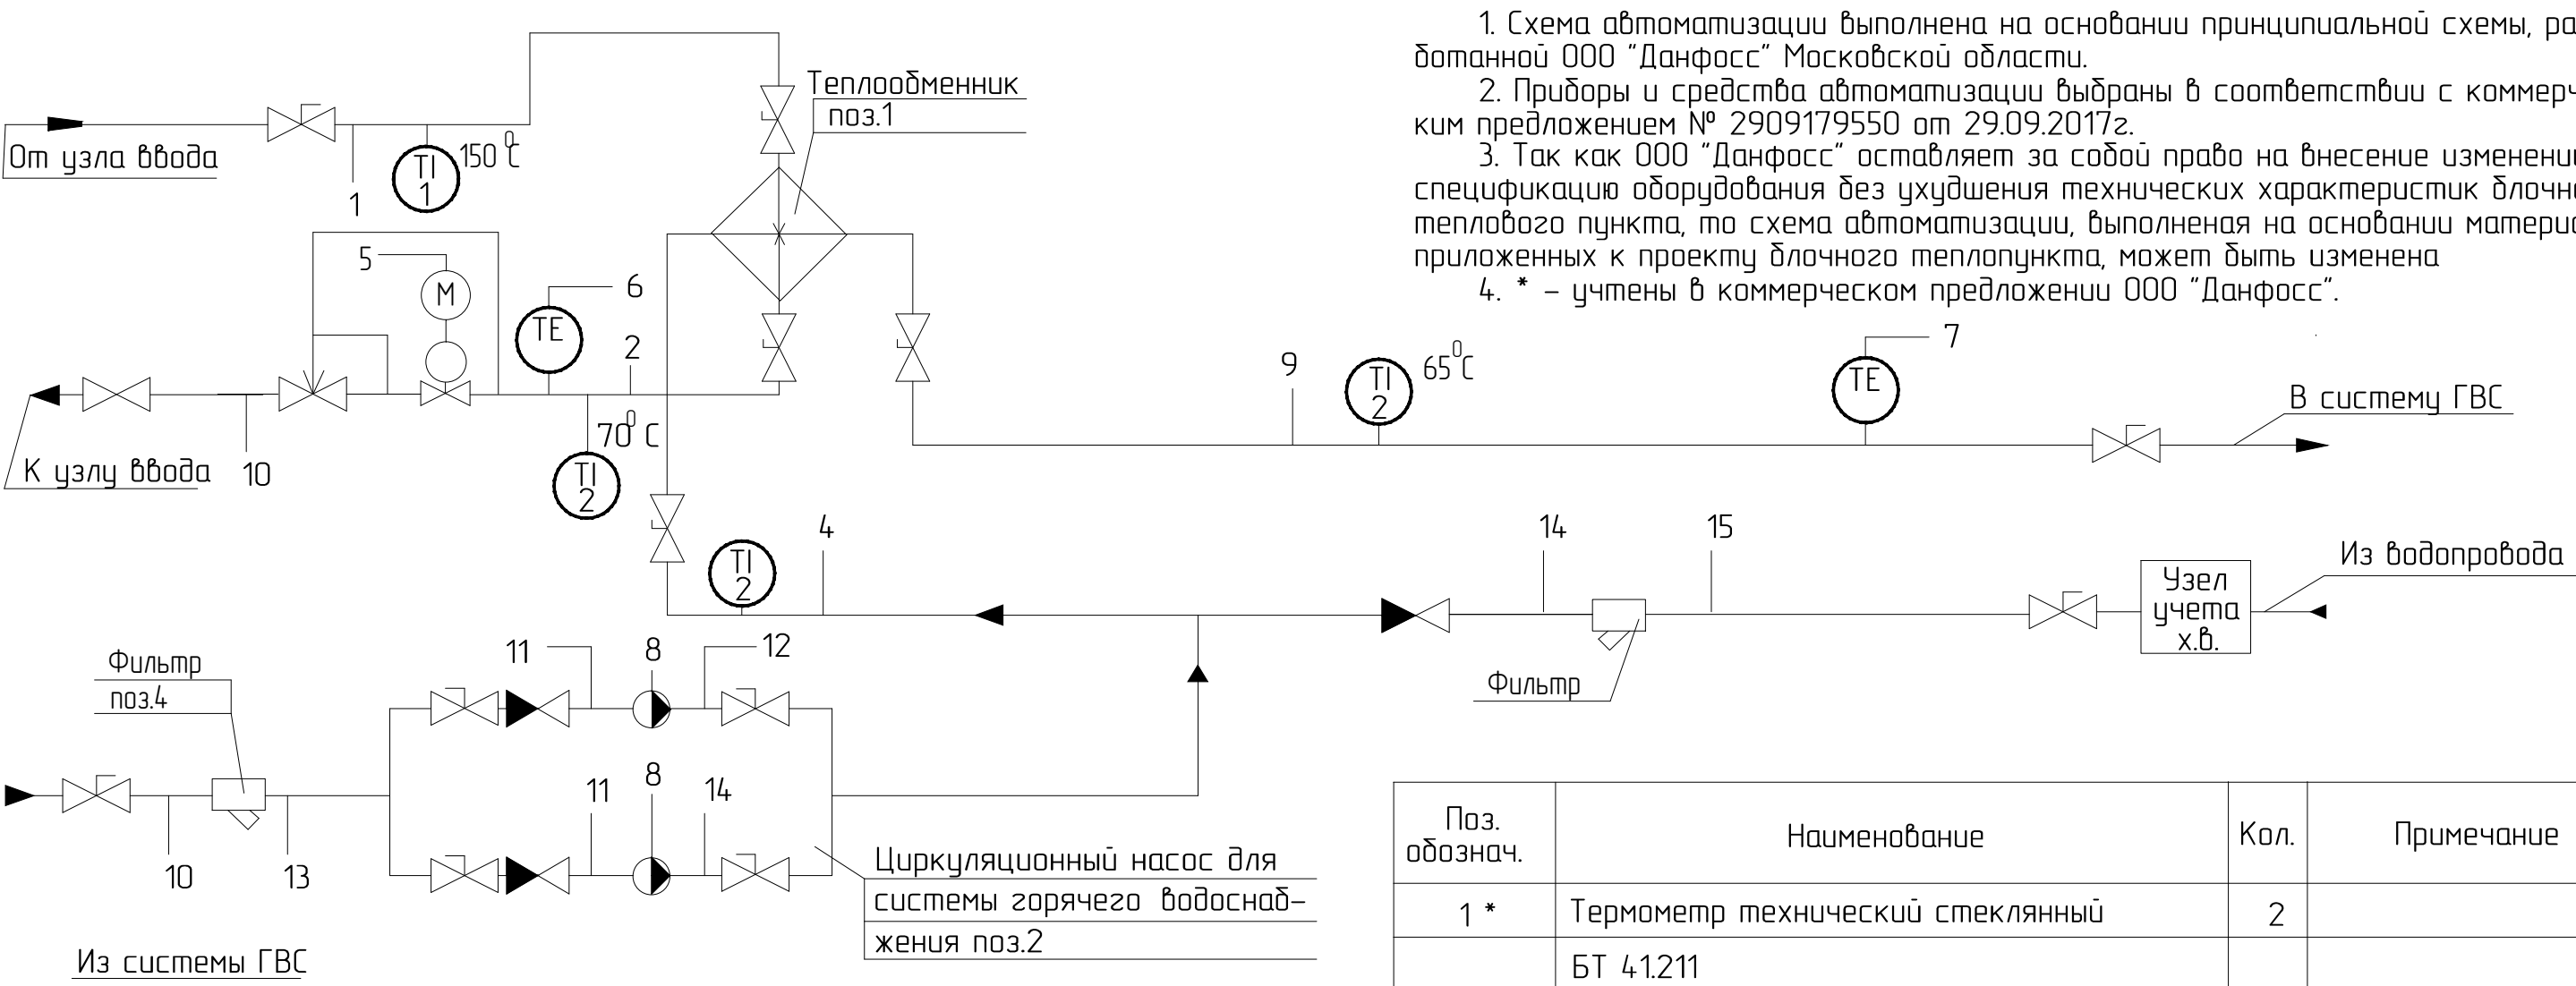 1. Схема автоматизации выполнена на основании принципиальной схемы, ра
ботанной ООО "Данфосс" Московской области.
2. Приборы и средства автоматизации выбраны в соответствии с коммерч
ким предложением № 2909179550 от 29.09.2017г.
3. Так как ООО "Данфосс" оставляет за собой право на внесение изменени
спецификацию оборудования без ухудшения технических характеристик блочн
теплового пункта, то схема автоматизации, выполненая на основании матери
приложенных к проекту блочного теплопункта, может быть изменена
4. * – учтены в коммерческом предложении ООО "Данфосс".
Теплообменник
поз.1
От узла ввода
1
TI
1
150 0C
5
M
TE
6
2
К узлу ввода
10
70 0 C
TI
2
9
TI
2
65 0C
TE
7
В систему ГВС
TI
2
4
14
15
Из водопровода
Узел
учета
х.в.
Фильтр
Фильтр
поз.4
11
8
12
11
8
14
10
13
Циркуляционный насос для
системы горячего водоснаб–
жения поз.2
Из системы ГВС
Поз.
обознач.
Наименование
Кол.
Примечание
1 *
Термометр технический стеклянный
2
БТ 41.211